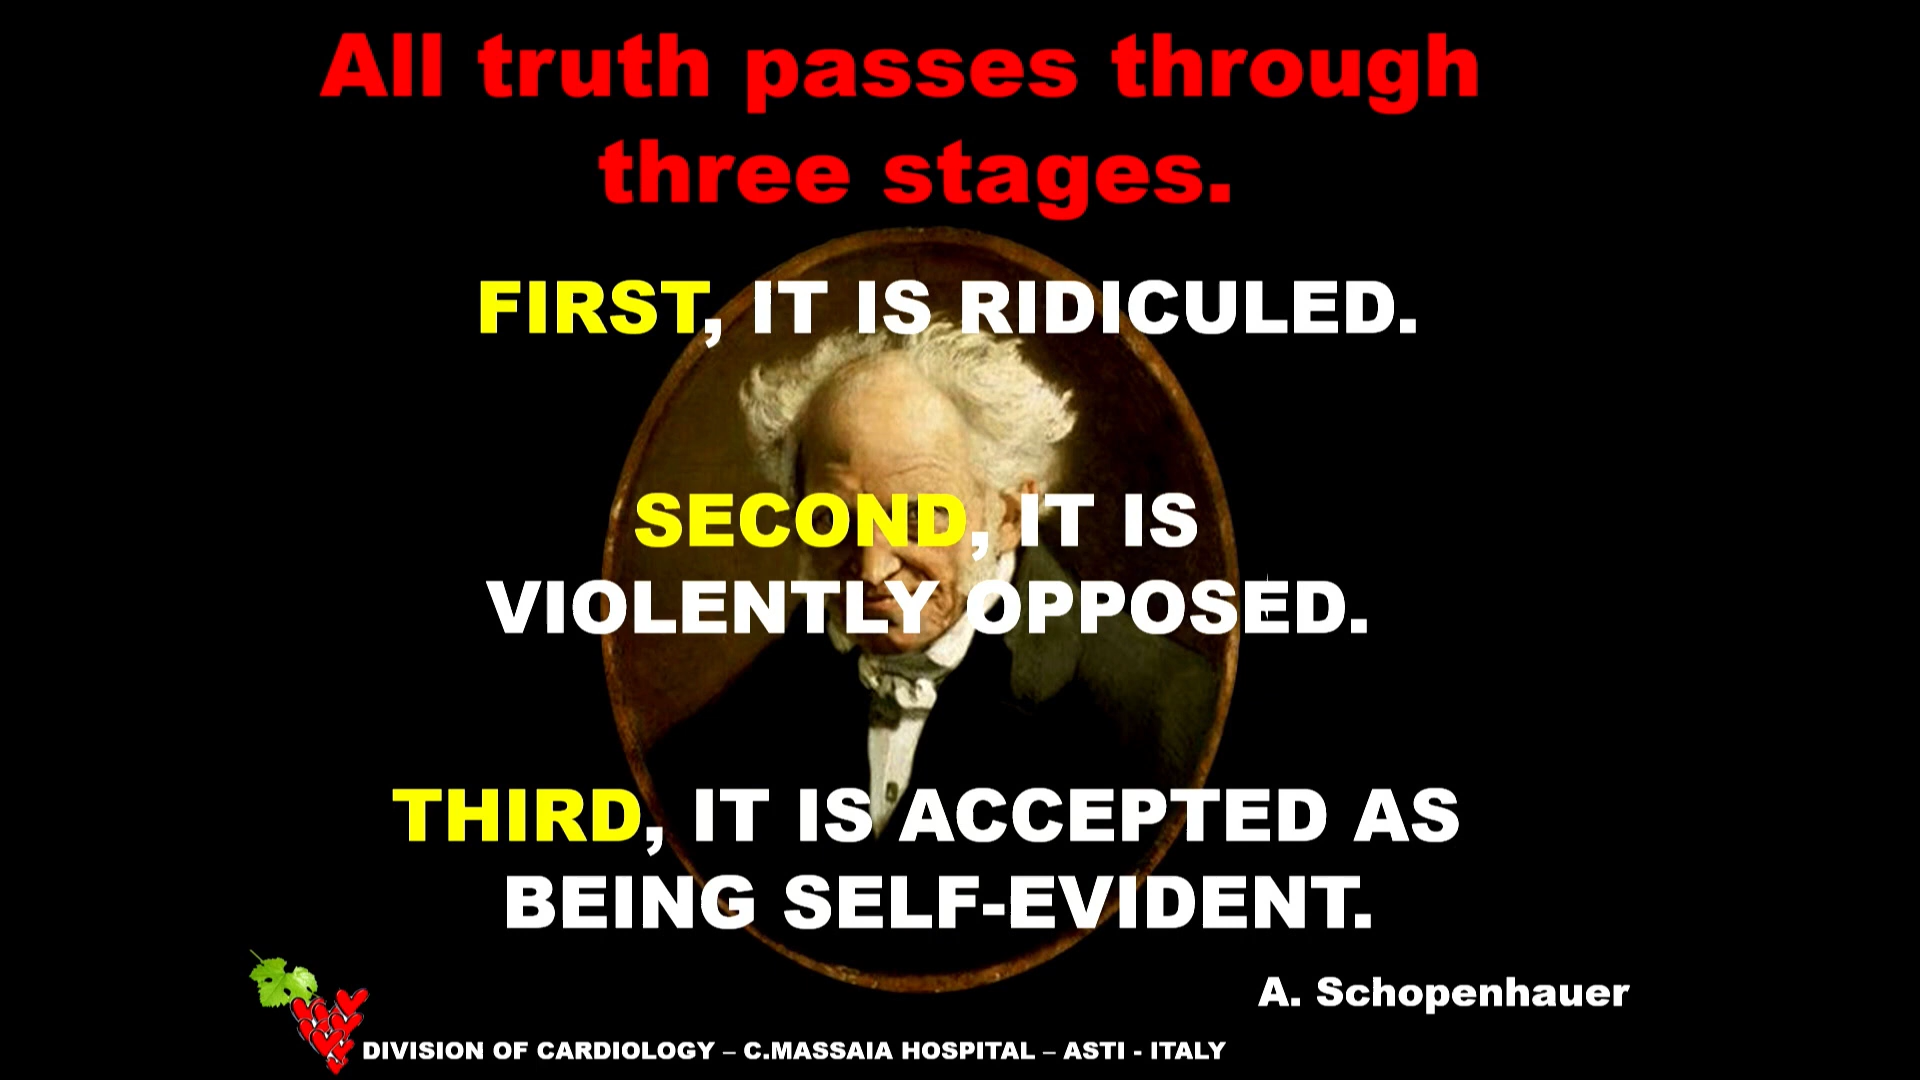 All truth passes through
three stages.
FIRST, IT IS RIDICULED.
SECOND, IT IS
VIOLENTLY OPPOSED.
THIRD, IT IS ACCEPTED AS
BEING SELF-EVIDENT.
A. Schopenhauer
DIVISION OF CARDIOLOGY – C.MASSAIA HOSPITAL – ASTI - ITALY